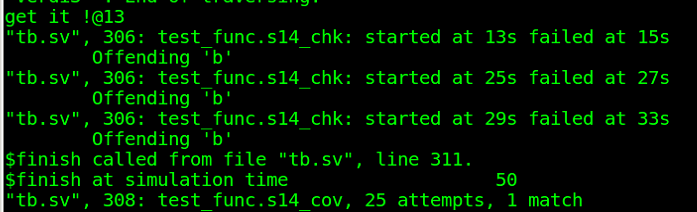 get it !@13
"tb.sv", 306: test_func.s14_chk: started at 13s failed at 15s
Offending 'b'
"tb.sv", 306: test_func.s14_chk: started at 25s failed at 27s
Offending 'b'
"tb.sv", 306: test_func.s14_chk: started at 29s failed at 33s
Offending 'b'
$finish called from file "tb.sv", line 311.
$finish at simulation time 50
"tb.sv", 308: test_func.s14_cov, 25 attempts, 1 match